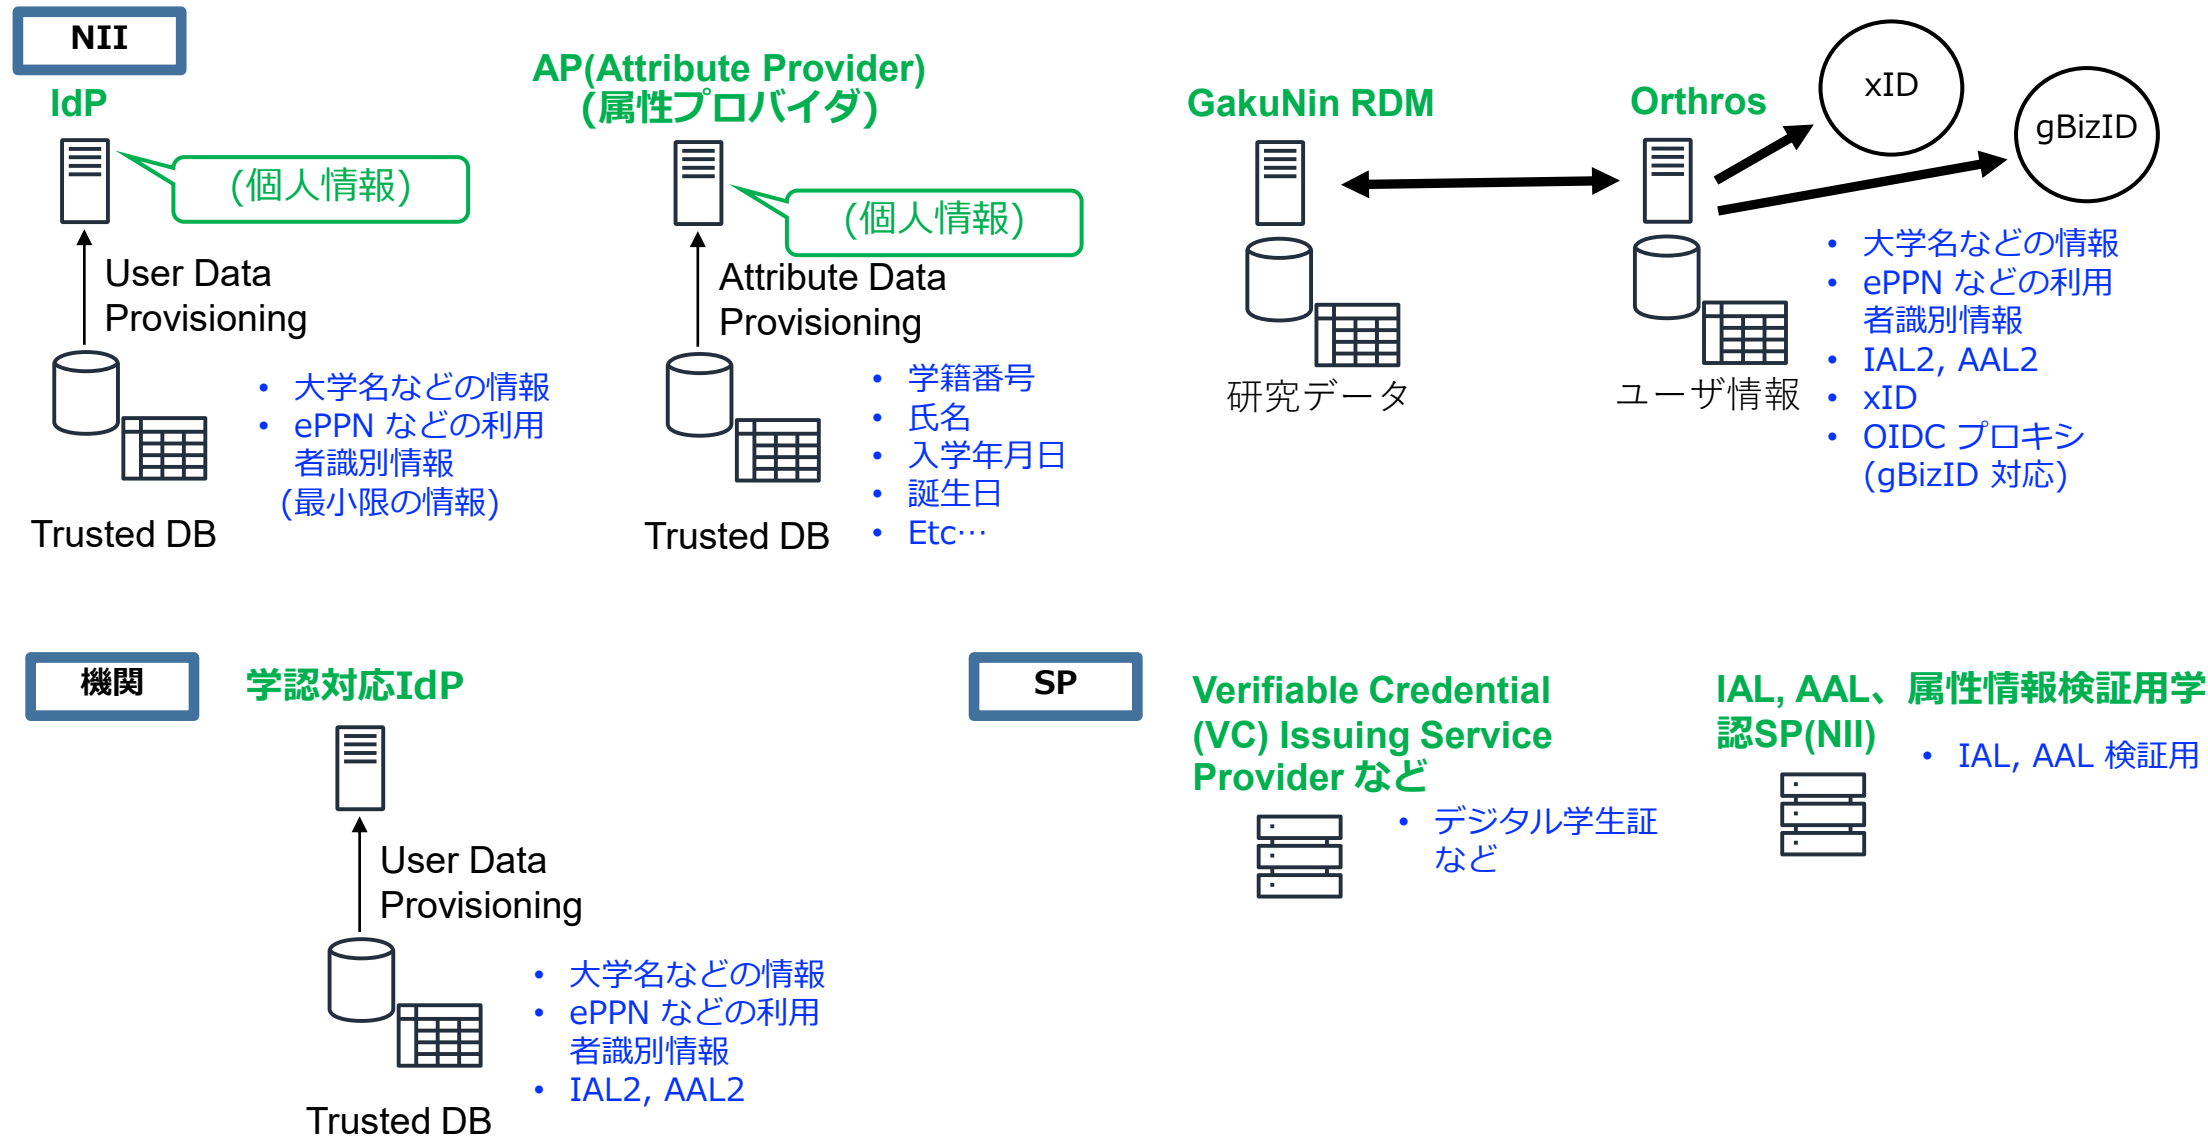 NII
IdP
(個人情報)
User Data
Provisioning
• 大学名などの情報
• ePPN などの利用
者識別情報
(最小限の情報)
Trusted DB
AP(Attribute Provider)
(属性プロバイダ)
(個人情報)
Attribute Data
Provisioning
• 学籍番号
• 氏名
• 入学年月日
• 誕生日
• Etc…
Trusted DB
GakuNin RDM
研究データ
Orthros
ユーザ情報
xID
gBizID
• 大学名などの情報
• ePPN などの利用
者識別情報
• IAL2, AAL2
• xID
• OIDC プロキシ
(gBizID 対応)
機関
学認対応IdP
User Data
Provisioning
• 大学名などの情報
• ePPN などの利用
者識別情報
• IAL2, AAL2
Trusted DB
SP
Verifiable Credential
(VC) Issuing Service
Provider など
• デジタル学生証
など
IAL, AAL、属性情報検証用学
認SP(NII)
• IAL, AAL 検証用